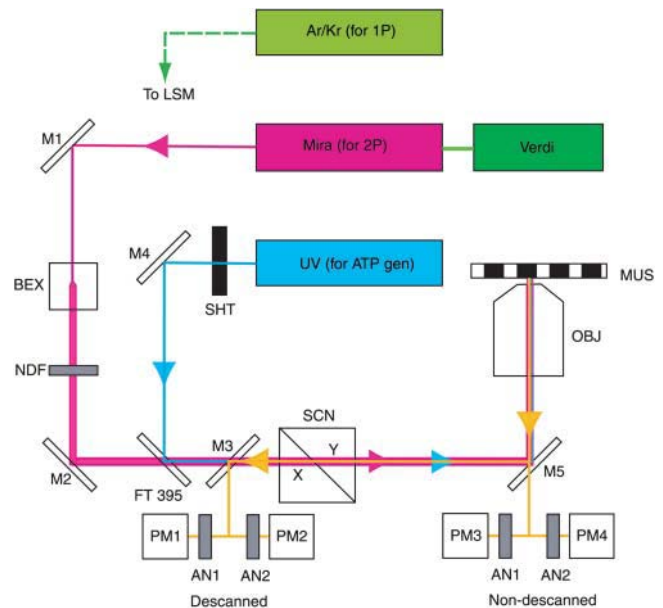 Ar/Kr (for 1P)
To LSM
M1
Mira (for 2P)
Verdi
M4
UV (for ATP gen)
MUS
BEX
SHT
OBJ
NDF
SCN
M3
Y
X
M2
FT 395
M5
PM1
PM2
PM3
PM4
AN1
AN2
AN1
AN2
Descanned
Non-descanned